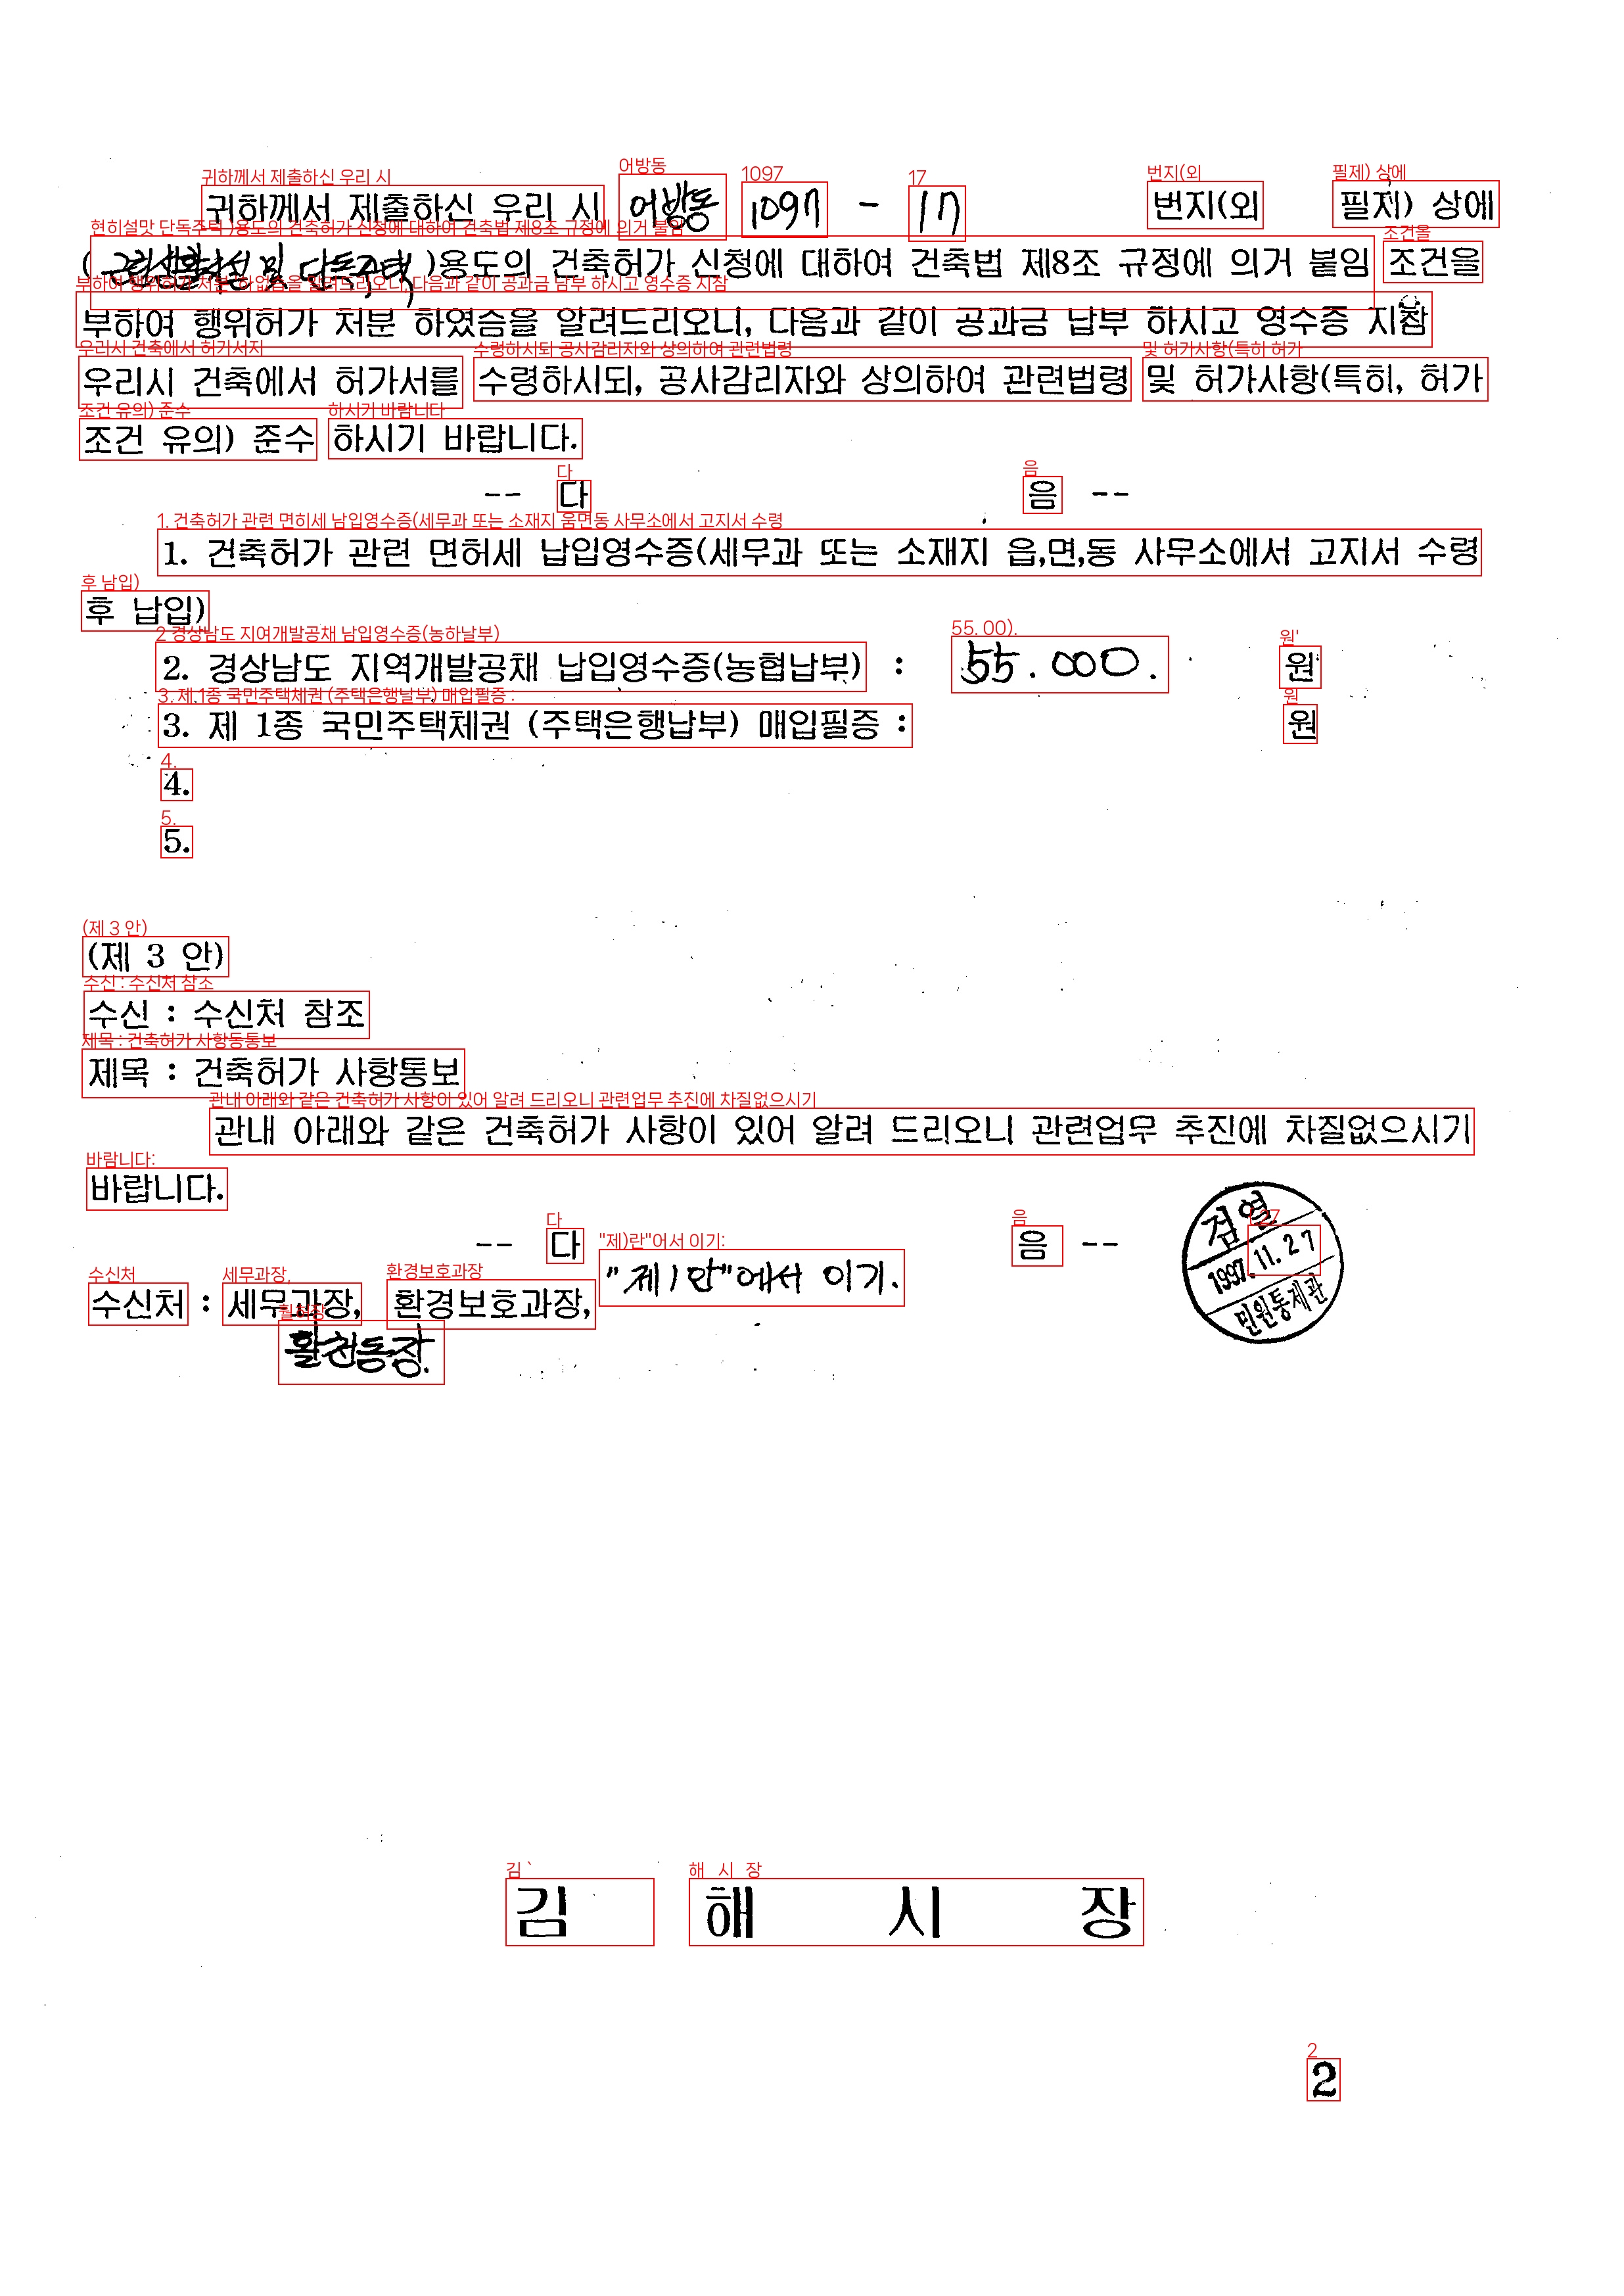 귀하께서 제출하신 우리 시 어방동 1097 - 17 번지(외 필지) 상에
(근린생활시설 및 단독주택)용도의 건축허가 신청에 대하여 건축법 제8조 규정에 의거 붙임 조건을
부하여 행위허가 처분 하였슴을 알려드리오니, 다음과 같이 공과금 납부 하시고 영수증 지참
우리시 건축에서 허가서를 수령하시되, 공사감리자와 상의하여 관련법령 및 허가사항(특히, 허가
조건 유의) 준수 하시기 바랍니다.
-- 다 음 --
1. 건축허가 관련 면허세 납입영수증(세무과 또는 소재지 읍,면,동 사무소에서 고지서 수령
후 납입)
2. 경상남도 지역개발공채 납입영수증(농협납부) : 55.000. 원
3. 제 1종 국민주택채권 (주택은행납부) 매입필증 : 원
4.
5.
(제 3 안)
수신 : 수신처 참조
제목 : 건축허가 사항통보
관내 아래와 같은 건축허가 사항이 있어 알려 드리오니 관련업무 추진에 차질없으시기
바랍니다.
-- 다 음 --
"제1안"에서 이기.
수신처 : 세무과장, 환경보호과장,
활천동장.
검열
1997. 11. 27
민원통제관
김 해 시 장
2